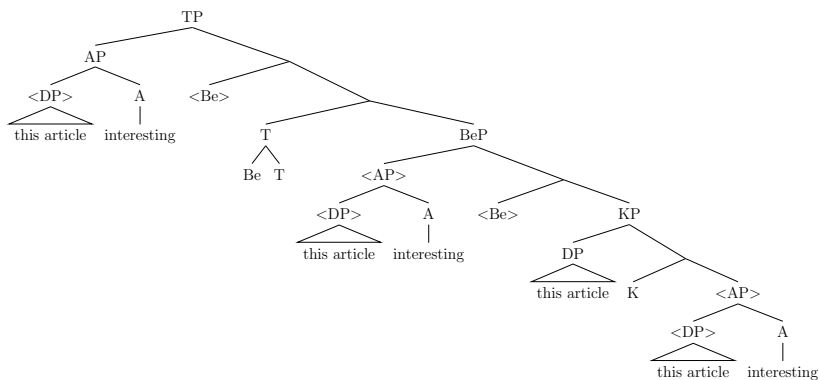 TP
AP
<DP> A <Be>
this article interesting
T BeP
Be T <AP>
<DP> A <Be> KP
this article interesting DP
this article K <AP>
<DP> A
this article interesting